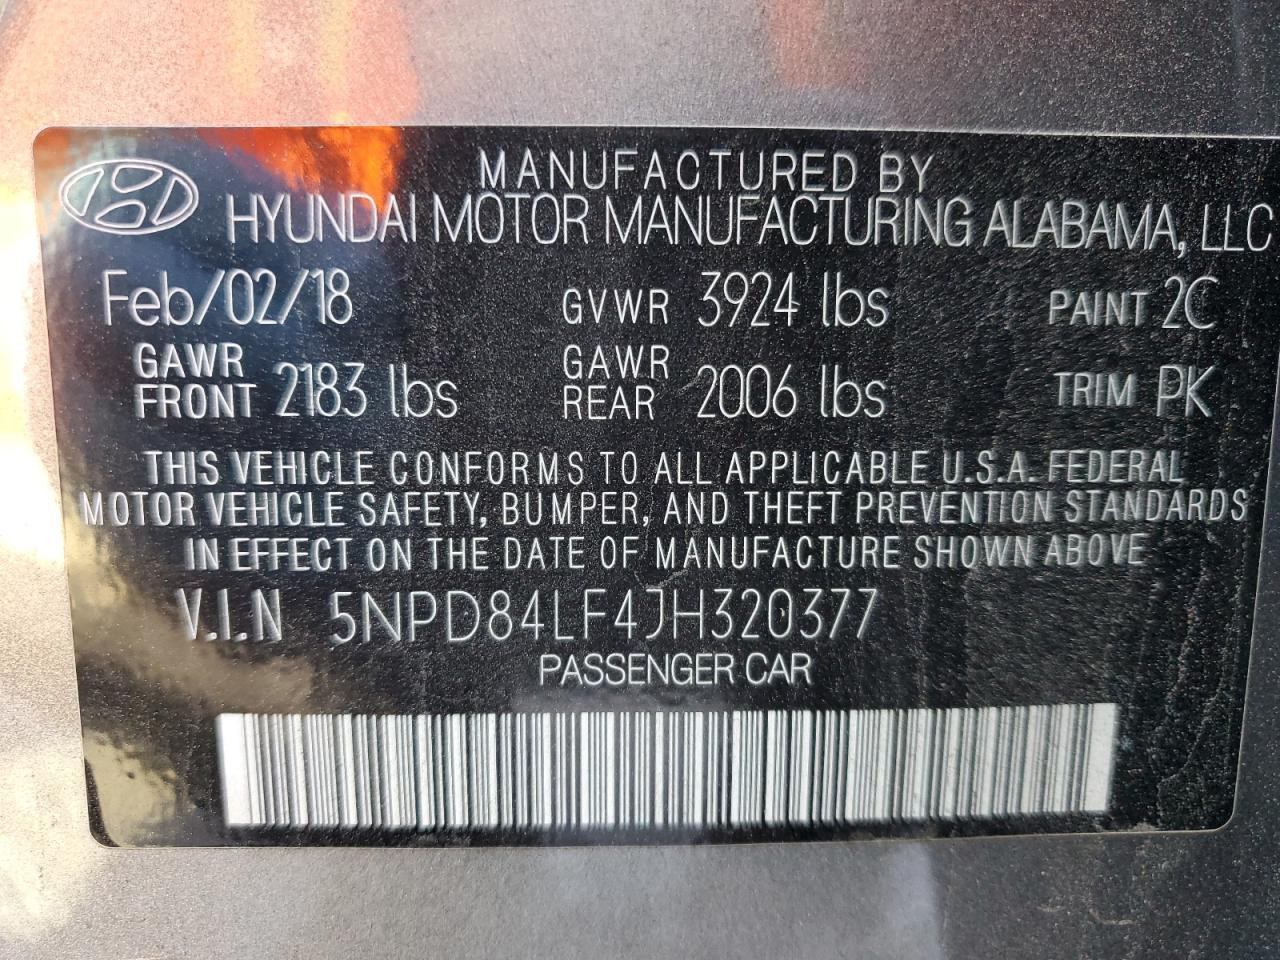 MANUFACTURED BY
HYUNDAI MOTOR MANUFACTURING ALABAMA, LLC
Feb/02/18 GVWR 3924 lbs PAINT 2C
GAWR FRONT 2183 lbs GAWR REAR 2006 lbs TRIM PK
THIS VEHICLE CONFORMS TO ALL APPLICABLE U.S.A. FEDERAL
MOTOR VEHICLE SAFETY, BUMPER, AND THEFT PREVENTION STANDARDS
IN EFFECT ON THE DATE OF MANUFACTURE SHOWN ABOVE
V.I.N 5NPD84LF4JH320377
PASSENGER CAR